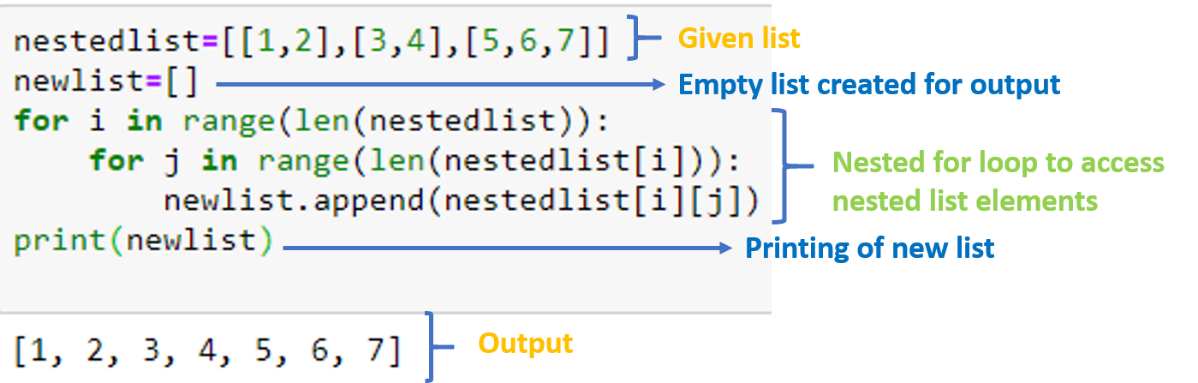 nestedlist=[[1,2],[3,4],[5,6,7]] Given list
newlist=[] Empty list created for output
for i in range(len(nestedlist)):
    for j in range(len(nestedlist[i])):
        newlist.append(nestedlist[i][j])
Nested for loop to access
nested list elements
print(newlist) Printing of new list
[1, 2, 3, 4, 5, 6, 7] Output